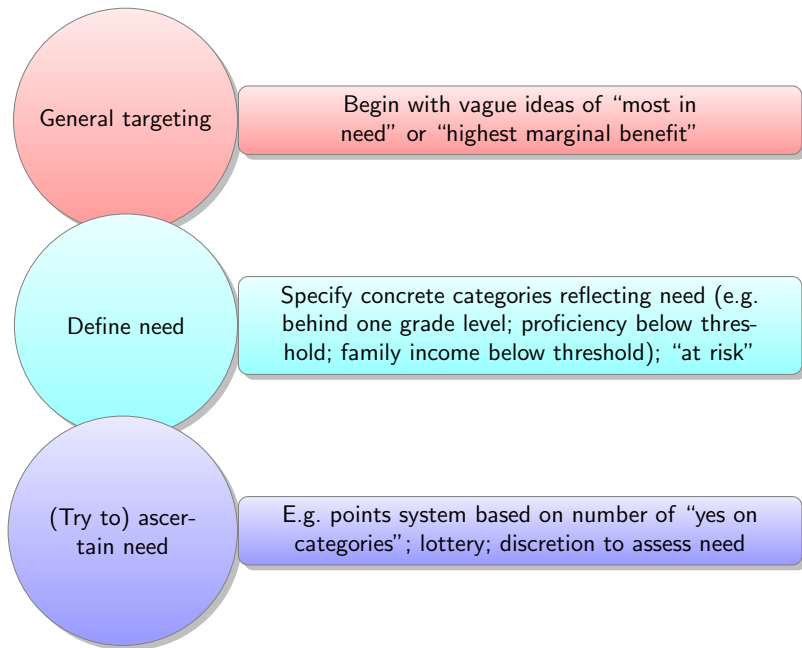 General targeting
Begin with vague ideas of “most in
need” or “highest marginal benefit”
Define need
Specify concrete categories reflecting need (e.g.
behind one grade level; proficiency below thres-
hold; family income below threshold); “at risk”
(Try to) ascer-
tain need
E.g. points system based on number of “yes on
categories”; lottery; discretion to assess need